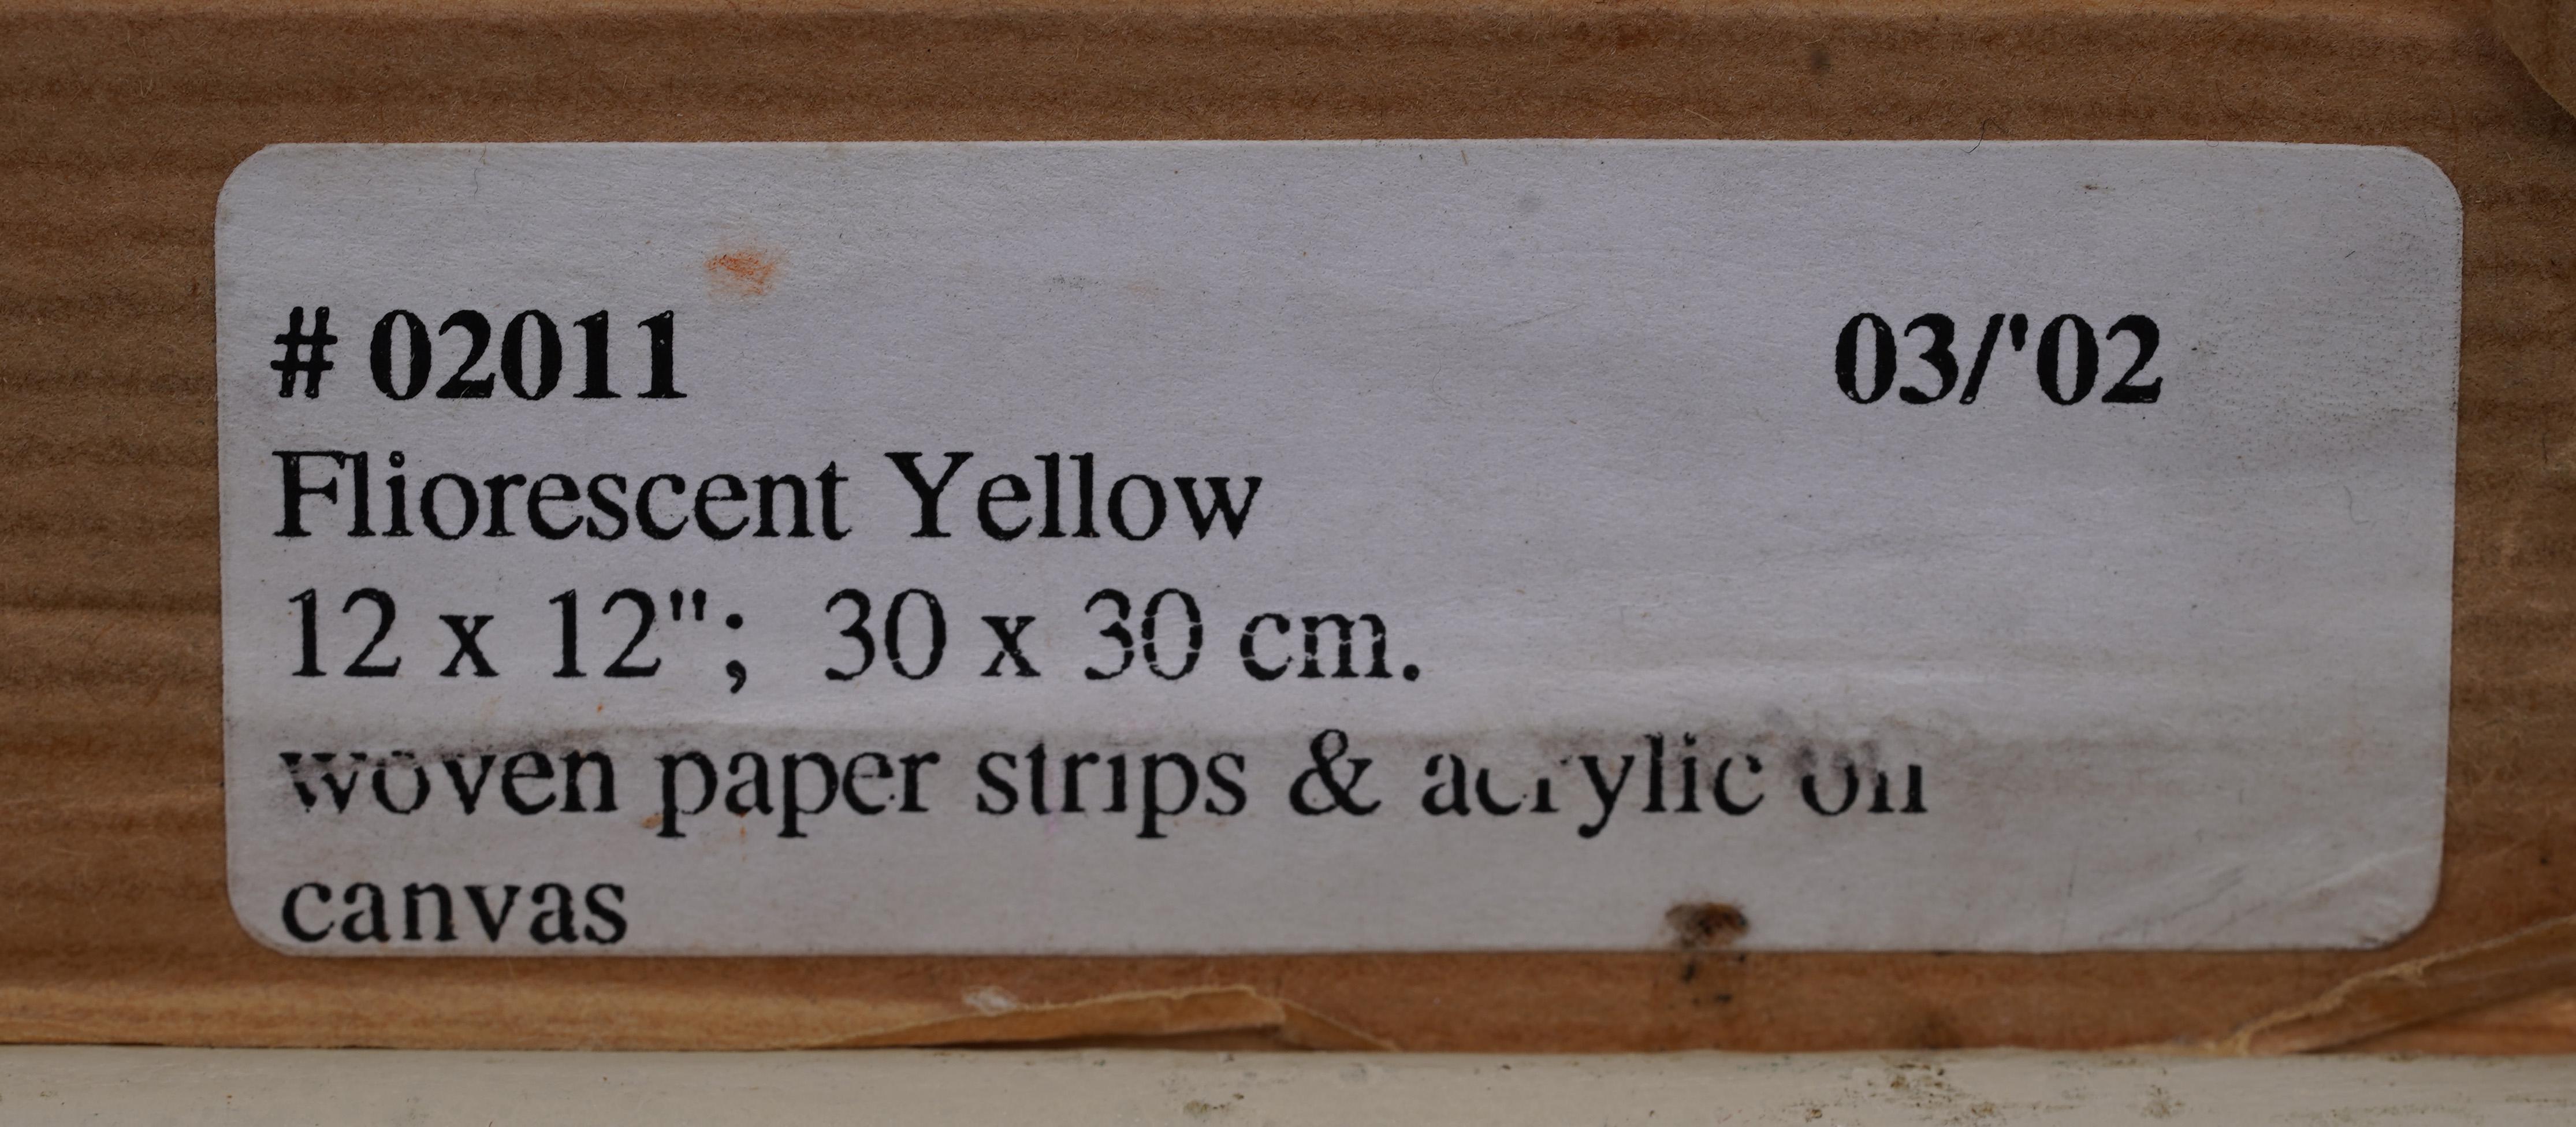 # 02011 03/'02
Fliorescent Yellow
12 x 12"; 30 x 30 cm.
woven paper strips & acrylic on
canvas